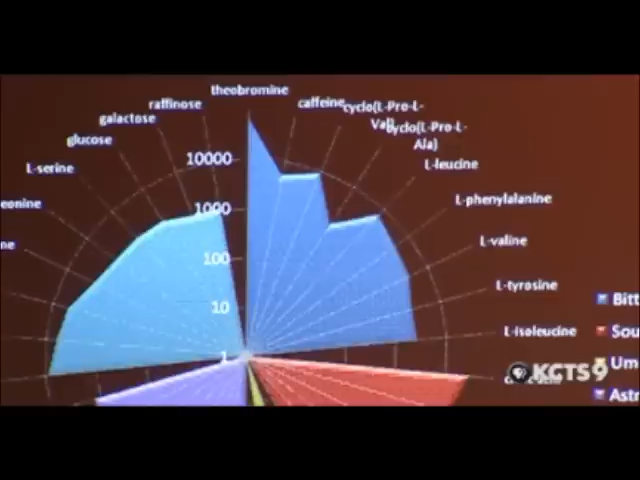 theobromine
raffinose
caffeine
cyclo(L-Pro-L-
Val)
galactose
cyclo(L-Pro-L-
Ala)
glucose
10000
L-leucine
L-serine
L-phenylalanine
eonine
1000
L-valine
ne
100
L-tyrosine
10
Bitt
L-isoleucine
Sou
1
Um
KCTS9
Astr